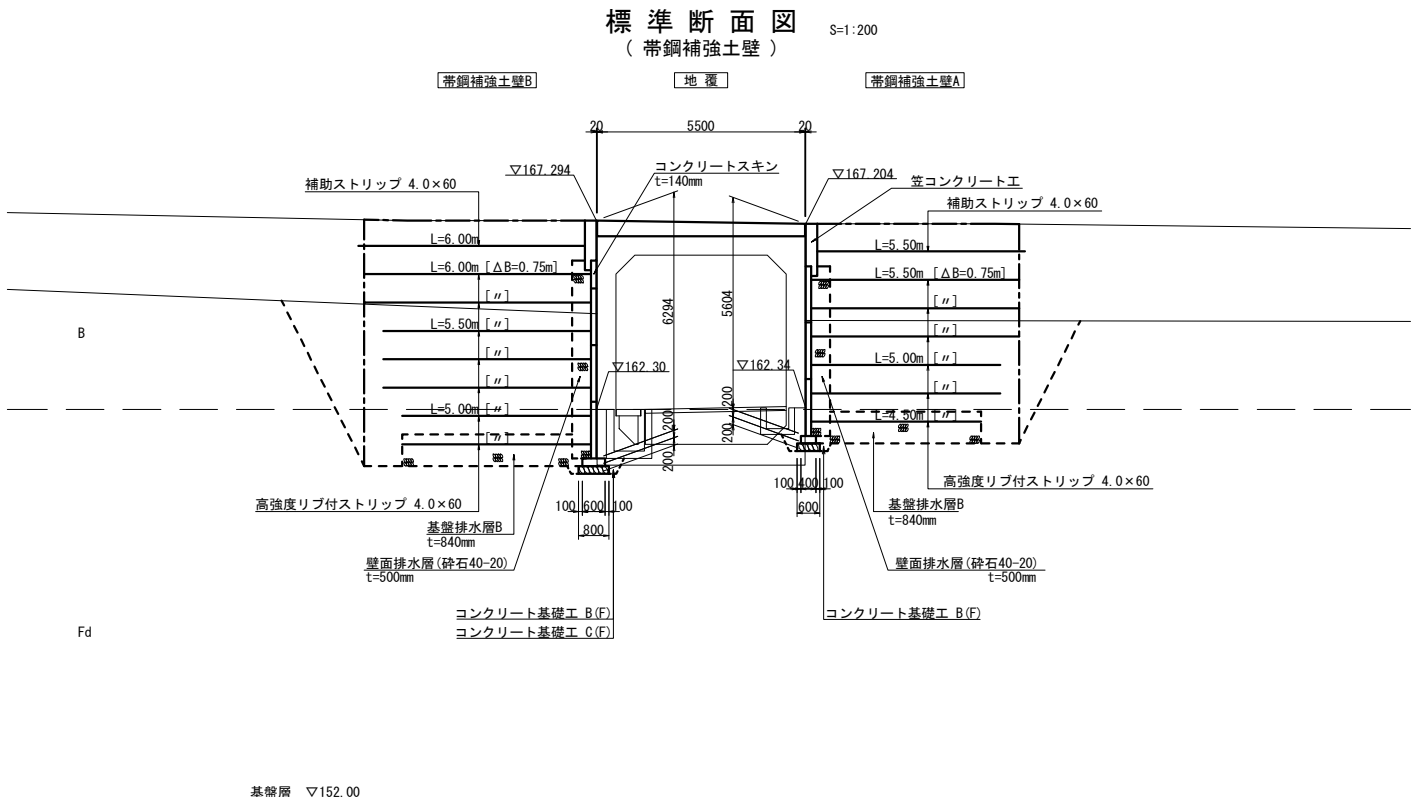 標準断面図 S=1:200
( 帯鋼補強土壁 )
帯鋼補強土壁B 地 覆 帯鋼補強土壁A
20 5500 20
▽167.294
コンクリートスキン
t=140mm
▽167.204
笠コンクリート工
補助ストリップ 4.0×60
補助ストリップ 4.0×60
L=6.00m
L=6.00m [ΔB=0.75m]
[〃]
L=5.50m [〃]
[〃]
[〃]
L=5.00m [〃]
[〃]
L=5.50m
L=5.50m [ΔB=0.75m]
[〃]
[〃]
L=5.00m [〃]
[〃]
L=4.50m [〃]
6294
5604
B
▽162.30
▽162.34
200
200
200
200
100 600 100
800
100 400 100
600
高強度リブ付ストリップ 4.0×60
基盤排水層B
t=840mm
壁面排水層(砕石40-20)
t=500mm
高強度リブ付ストリップ 4.0×60
基盤排水層B
t=840mm
壁面排水層(砕石40-20)
t=500mm
コンクリート基礎工 B(F)
コンクリート基礎工 C(F)
コンクリート基礎工 B(F)
Fd
基盤層 ▽152.00